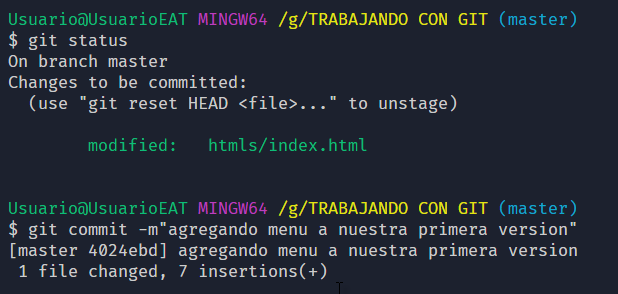 Usuario@UsuarioEAT MINGW64 /g/TRABAJANDO CON GIT (master)
$ git status
On branch master
Changes to be committed:
  (use "git reset HEAD <file>..." to unstage)

        modified:   htmls/index.html

Usuario@UsuarioEAT MINGW64 /g/TRABAJANDO CON GIT (master)
$ git commit -m"agregando menu a nuestra primera version"
[master 4024ebd] agregando menu a nuestra primera version
 1 file changed, 7 insertions(+)